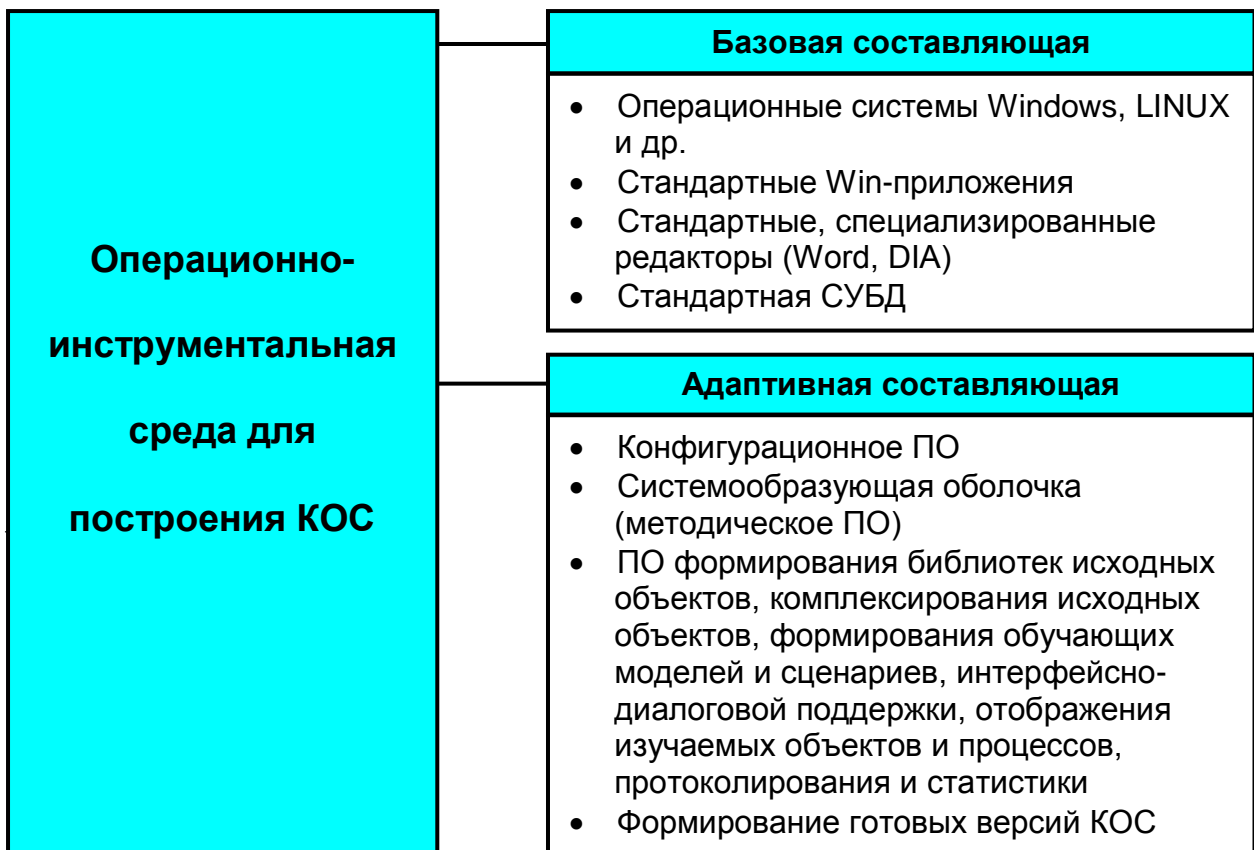 Операционно-
инструментальная
среда для
построения КОС
Базовая составляющая
• Операционные системы Windows, LINUX
и др.
• Стандартные Win-приложения
• Стандартные, специализированные
редакторы (Word, DIA)
• Стандартная СУБД
Адаптивная составляющая
• Конфигурационное ПО
• Системообразующая оболочка
(методическое ПО)
• ПО формирования библиотек исходных
объектов, комплексирования исходных
объектов, формирования обучающих
моделей и сценариев, интерфейсно-
диалоговой поддержки, отображения
изучаемых объектов и процессов,
протоколирования и статистики
• Формирование готовых версий КОС